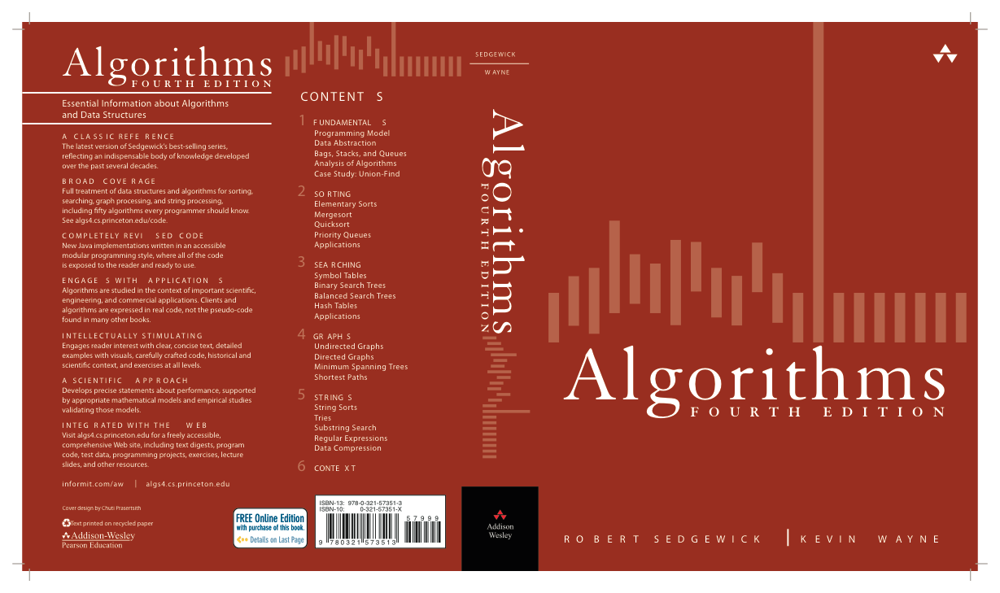 Algorithms
FOURTH EDITION
Essential Information about Algorithms
and Data Structures
A CLASSIC REFERENCE
The latest version of Sedgewick's best-selling series,
reflecting an indispensable body of knowledge developed
over the past several decades.
BROAD COVERAGE
Full treatment of data structures and algorithms for sorting,
searching, graph processing, and string processing,
including fifty algorithms every programmer should know.
See algs4.cs.princeton.edu/code.
COMPLETELY REVISED CODE
New Java implementations written in an accessible
modular programming style, where all of the code
is exposed to the reader and ready to use.
ENGAGES WITH APPLICATIONS
Algorithms are studied in the context of important scientific,
engineering, and commercial applications. Clients and
algorithms are expressed in real code, not the pseudo-code
found in many other books.
INTELLECTUALLY STIMULATING
Engages reader interest with clear, concise text, detailed
examples with visuals, carefully crafted code, historical and
scientific context, and exercises at all levels.
A SCIENTIFIC APPROACH
Develops precise statements about performance, supported
by appropriate mathematical models and empirical studies
validating those models.
INTEGRATED WITH THE WEB
Visit algs4.cs.princeton.edu for a freely accessible,
comprehensive Web site, including text digests, program
code, test data, programming projects, exercises, lecture
slides, and other resources.
informit.com/aw | algs4.cs.princeton.edu
Cover design by Chuti Prasertsith
Text printed on recycled paper
Addison-Wesley
Pearson Education
CONTENTS
1 FUNDAMENTALS
Programming Model
Data Abstraction
Bags, Stacks, and Queues
Analysis of Algorithms
Case Study: Union-Find
2 SORTING
Elementary Sorts
Mergesort
Quicksort
Priority Queues
Applications
3 SEARCHING
Symbol Tables
Binary Search Trees
Balanced Search Trees
Hash Tables
Applications
4 GRAPHS
Undirected Graphs
Directed Graphs
Minimum Spanning Trees
Shortest Paths
5 STRINGS
String Sorts
Tries
Substring Search
Regular Expressions
Data Compression
6 CONTEXT
FREE Online Edition
with purchase of this book.
Details on Last Page
ISBN-13: 978-0-321-57351-3
ISBN-10: 0-321-57351-X
57999
9 780321 573513
SEDGEWICK
WAYNE
Algorithms
FOURTH EDITION
Addison
Wesley
Algorithms
FOURTH EDITION
ROBERT SEDGEWICK | KEVIN WAYNE